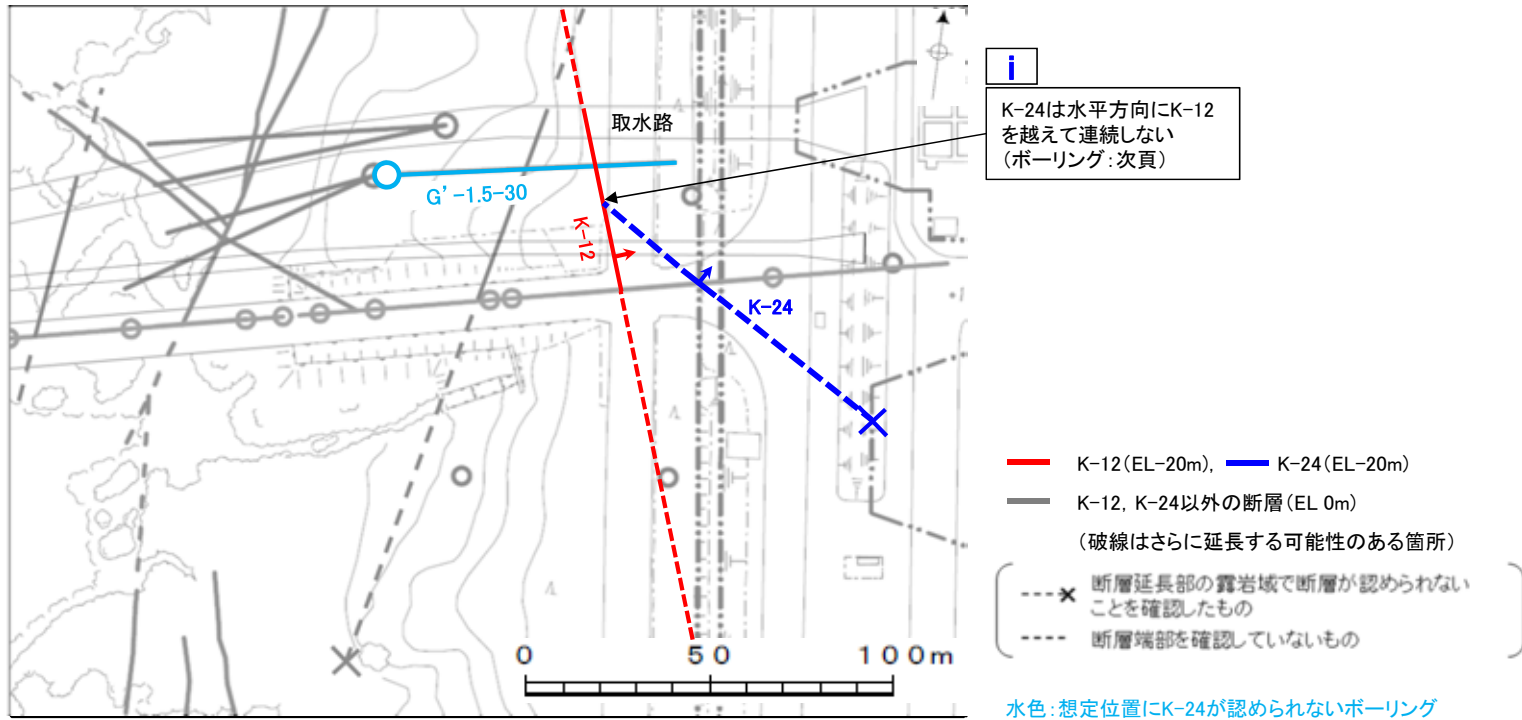 取水路
G’-1.5-30
K-12
K-24
0 50 100m
i
K-24は水平方向にK-12
を越えて連続しない
(ボーリング:次頁)
K-12(EL-20m), K-24(EL-20m)
K-12, K-24以外の断層(EL 0m)
(破線はさらに延長する可能性のある箇所)
断層延長部の露岩域で断層が認められない
ことを確認したもの
断層端部を確認していないもの
水色:想定位置にK-24が認められないボーリング